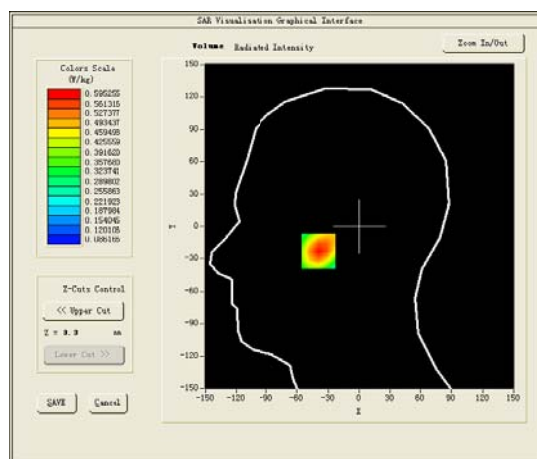 SAR Visualisation Graphical Interface
Volume Radiated Intensity
Zoom In/Out
Colors Scale
(W/kg)
0.595255
0.561316
0.527377
0.493437
0.459498
0.425559
0.391620
0.357680
0.323741
0.289802
0.255863
0.221923
0.187984
0.154045
0.120105
0.086166
Z-Cuts Control
<< Upper Cut
Z = 3.3 mm
Lower Cut >>
SAVE
Cancel
150
120
90
60
30
0
-30
-60
-90
-120
-150
Y
-150 -120 -90 -60 -30 0 30 60 90 120 150
X